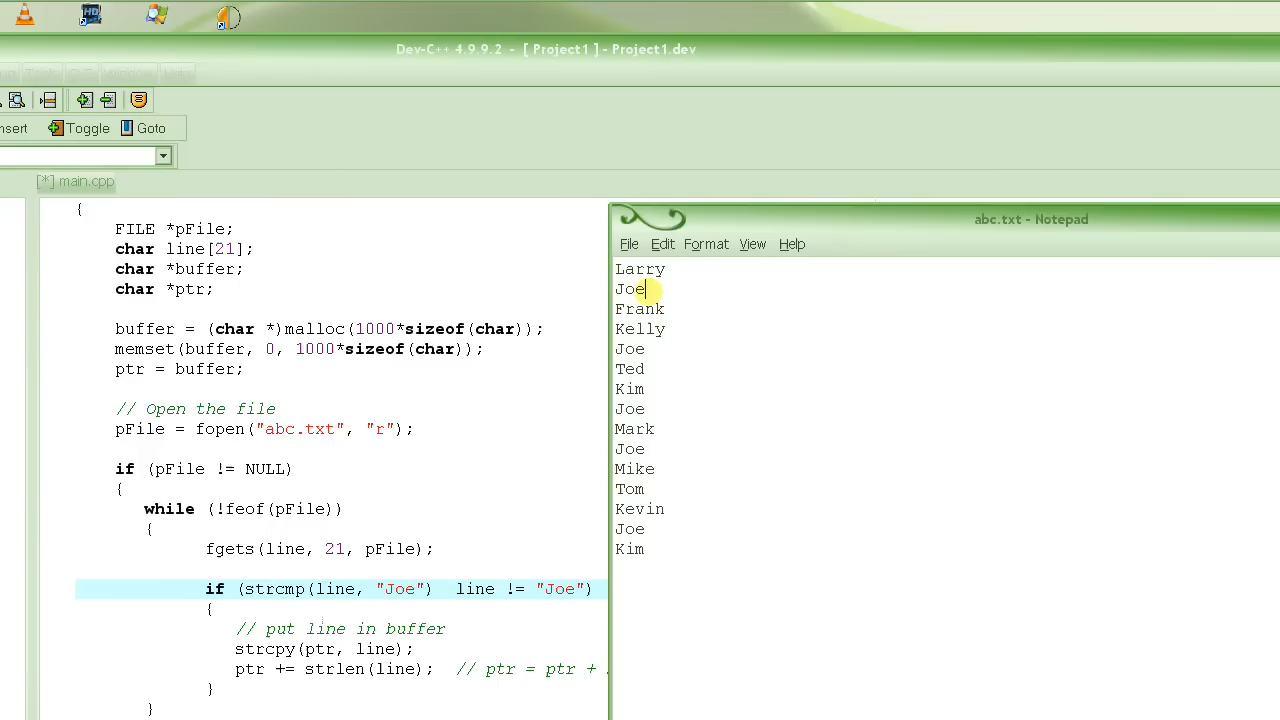 HD
Dev-C++ 4.9.9.2 - [ Project1 ] - Project1.dev
nsert Toggle Goto
[*] main.cpp
{
FILE *pFile;
char line[21];
char *buffer;
char *ptr;
buffer = (char *)malloc(1000*sizeof(char));
memset(buffer, 0, 1000*sizeof(char));
ptr = buffer;
// Open the file
pFile = fopen("abc.txt", "r");
if (pFile != NULL)
{
while (!feof(pFile))
{
fgets(line, 21, pFile);
if (strcmp(line, "Joe")  line != "Joe")
{
// put line in buffer
strcpy(ptr, line);
ptr += strlen(line);  // ptr = ptr +
}
}
abc.txt - Notepad
File Edit Format View Help
Larry
Joe
Frank
Kelly
Joe
Ted
Kim
Joe
Mark
Joe
Mike
Tom
Kevin
Joe
Kim